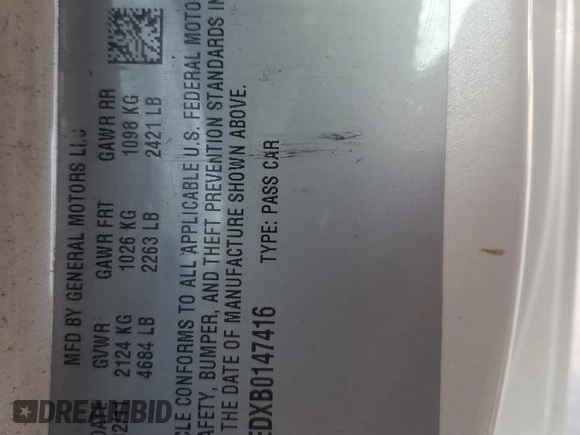 MFD BY GENERAL MOTORS LLC
DATE GVWR GAWR FRT GAWR RR
2124 KG 1026 KG 1098 KG
4684 LB 2263 LB 2421 LB
CLE CONFORMS TO ALL APPLICABLE U.S. FEDERAL MOTO
AFETY, BUMPER, AND THEFT PREVENTION STANDARDS IN
THE DATE OF MANUFACTURE SHOWN ABOVE.
EDXB0147416 TYPE: PASS CAR
DREAMBID